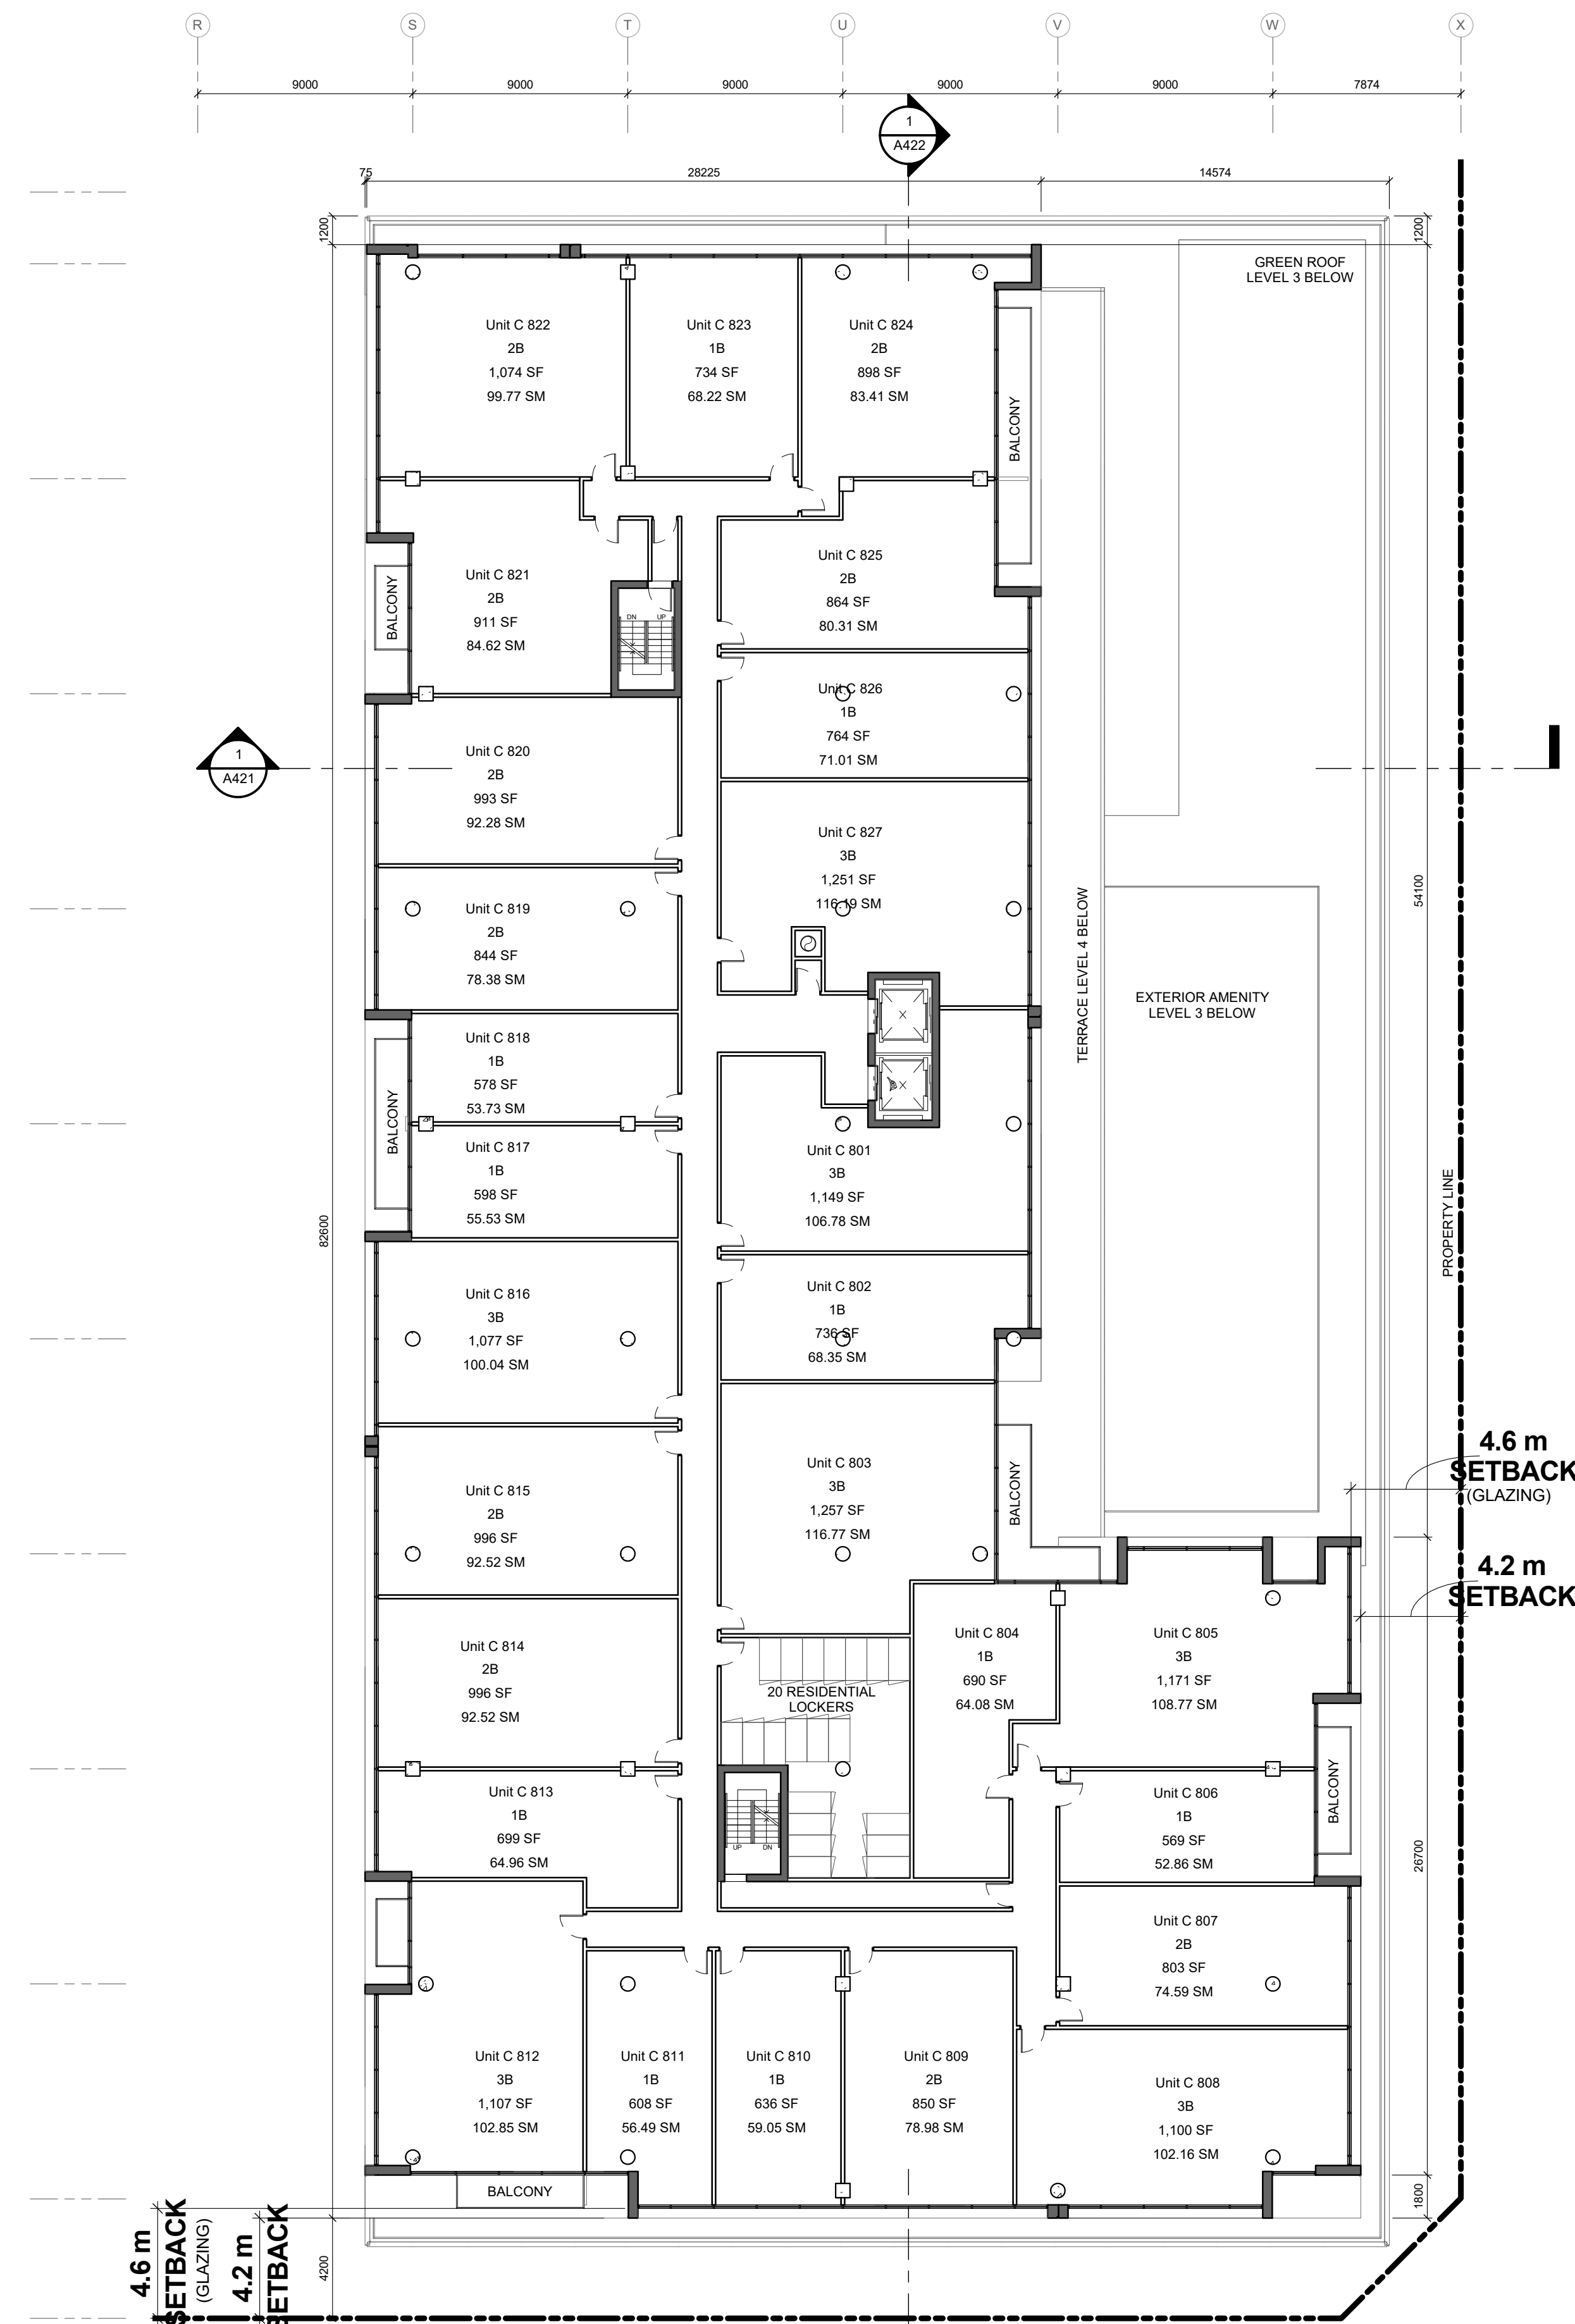 R
S
T
U
V
W
X
9000
9000
9000
9000
9000
7874
1
A422
75
28225
14574
1200
1200
GREEN ROOF
LEVEL 3 BELOW
Unit C 822
2B
1,074 SF
99.77 SM
Unit C 823
1B
734 SF
68.22 SM
Unit C 824
2B
898 SF
83.41 SM
BALCONY
Unit C 821
2B
911 SF
84.62 SM
BALCONY
DN
UP
Unit C 825
2B
864 SF
80.31 SM
Unit C 826
1B
764 SF
71.01 SM
1
A421
Unit C 820
2B
993 SF
92.28 SM
Unit C 827
3B
1,251 SF
116.19 SM
54100
Unit C 819
2B
844 SF
78.38 SM
TERRACE LEVEL 4 BELOW
EXTERIOR AMENITY
LEVEL 3 BELOW
Unit C 818
1B
578 SF
53.73 SM
BALCONY
Unit C 817
1B
598 SF
55.53 SM
Unit C 801
3B
1,149 SF
106.78 SM
82600
PROPERTY LINE
Unit C 816
3B
1,077 SF
100.04 SM
Unit C 802
1B
736 SF
68.35 SM
Unit C 815
2B
996 SF
92.52 SM
Unit C 803
3B
1,257 SF
116.77 SM
BALCONY
4.6 m
SETBACK
(GLAZING)
4.2 m
SETBACK
Unit C 814
2B
996 SF
92.52 SM
20 RESIDENTIAL
LOCKERS
Unit C 804
1B
690 SF
64.08 SM
Unit C 805
3B
1,171 SF
108.77 SM
Unit C 813
1B
699 SF
64.96 SM
UP
DN
Unit C 806
1B
569 SF
52.86 SM
BALCONY
26700
Unit C 807
2B
803 SF
74.59 SM
Unit C 812
3B
1,107 SF
102.85 SM
Unit C 811
1B
608 SF
56.49 SM
Unit C 810
1B
636 SF
59.05 SM
Unit C 809
2B
850 SF
78.98 SM
Unit C 808
3B
1,100 SF
102.16 SM
BALCONY
1800
4.6 m
SETBACK
(GLAZING)
4.2 m
SETBACK
4200